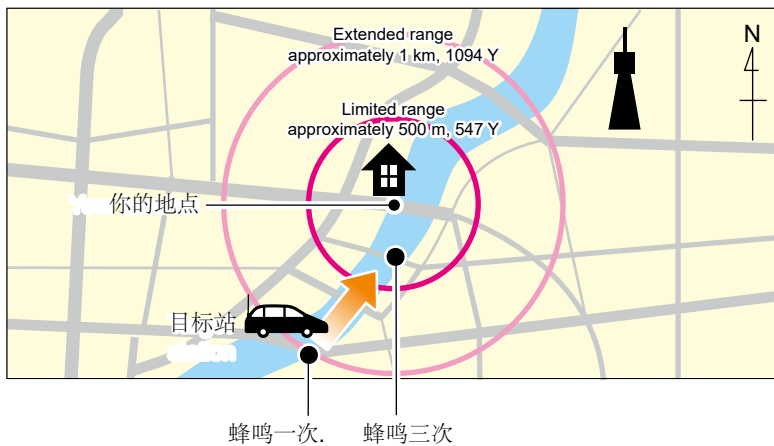 Extended range
approximately 1 km, 1094 Y
N
Limited range
approximately 500 m, 547 Y
你的地点
目标站
蜂鸣一次.
蜂鸣三次